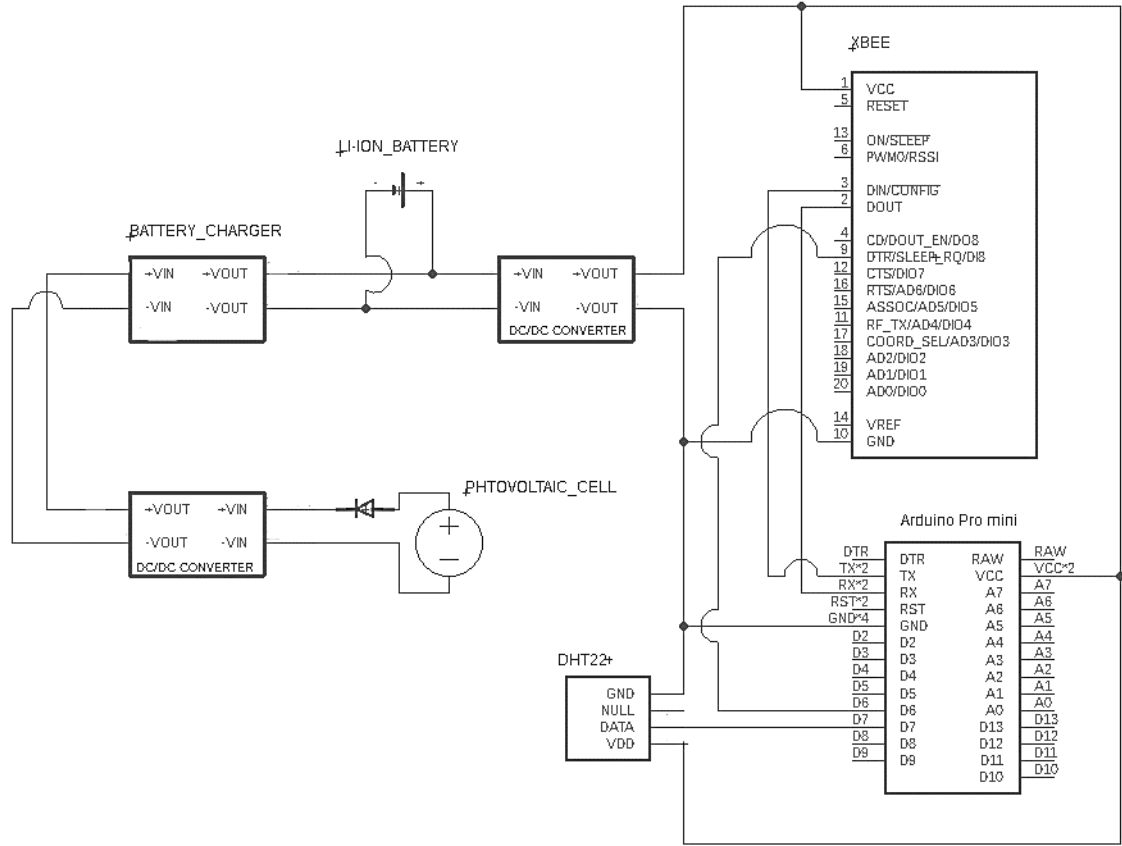 XBEE
1 VCC
5 RESET
13 ON/SLEEP
6 PWM0/RSSI
3 DIN/CONFIG
2 DOUT
4 CD/DOUT_EN/DO8
9 DTR/SLEEP_RQ/DI8
12 CTS/DIO7
16 RTS/AD6/DIO6
15 ASSOC/AD5/DIO5
11 RF_TX/AD4/DIO4
17 COORD_SEL/AD3/DIO3
18 AD2/DIO2
19 AD1/DIO1
20 AD0/DIO0
14 VREF
10 GND
LI-ION_BATTERY
- +
BATTERY_CHARGER
+VIN +VOUT
-VIN -VOUT
+VIN +VOUT
-VIN -VOUT
DC/DC CONVERTER
PHTOVOLTAIC_CELL
+
-
+VOUT +VIN
-VOUT -VIN
DC/DC CONVERTER
Arduino Pro mini
DTR DTR RAW RAW
TX*2 TX VCC VCC*2
RX*2 RX A7 A7
RST*2 RST A6 A6
GND*4 GND A5 A5
D2 D2 A4 A4
D3 D3 A3 A3
D4 D4 A2 A2
D5 D5 A1 A1
D6 D6 A0 A0
D7 D7 D13 D13
D8 D8 D12 D12
D9 D9 D11 D11
D10 D10
DHT22
GND
NULL
DATA
VDD